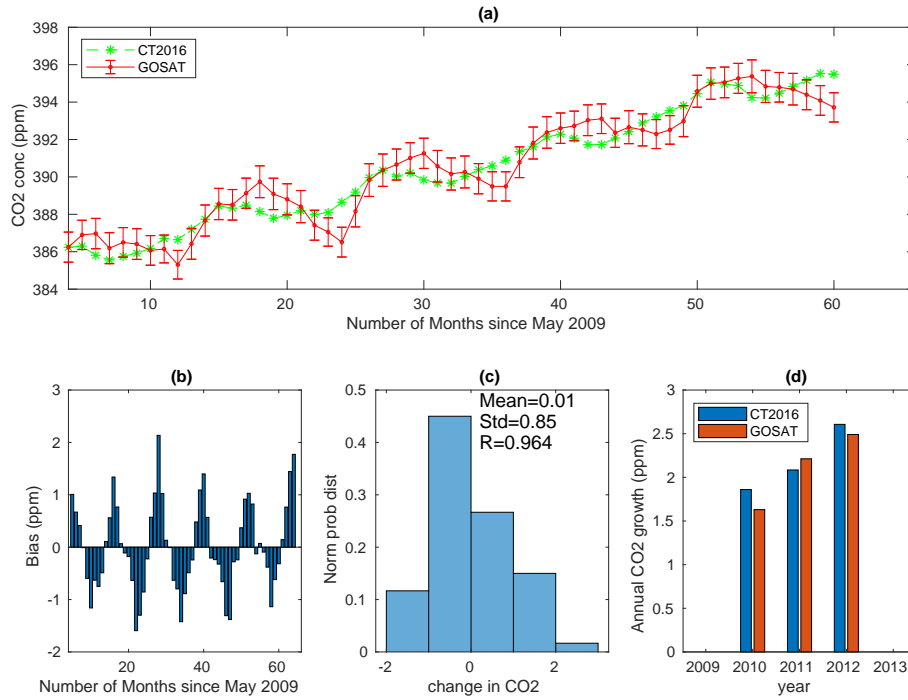 (a)
CT2016
GOSAT
CO2 conc (ppm)
396
394
392
390
388
386
384
10
20
30
40
50
60
Number of Months since May 2009
(b)
Bias (ppm)
3
2
1
0
-1
-2
20
40
60
Number of Months since May 2009
(c)
Mean=0.01
Std=0.85
R=0.964
Norm prob dist
0.5
0.4
0.3
0.2
0.1
0
-2
0
2
change in CO2
(d)
CT2016
GOSAT
Annual CO2 growth (ppm)
3
2.5
2
1.5
1
0.5
0
2009
2010
2011
2012
2013
year